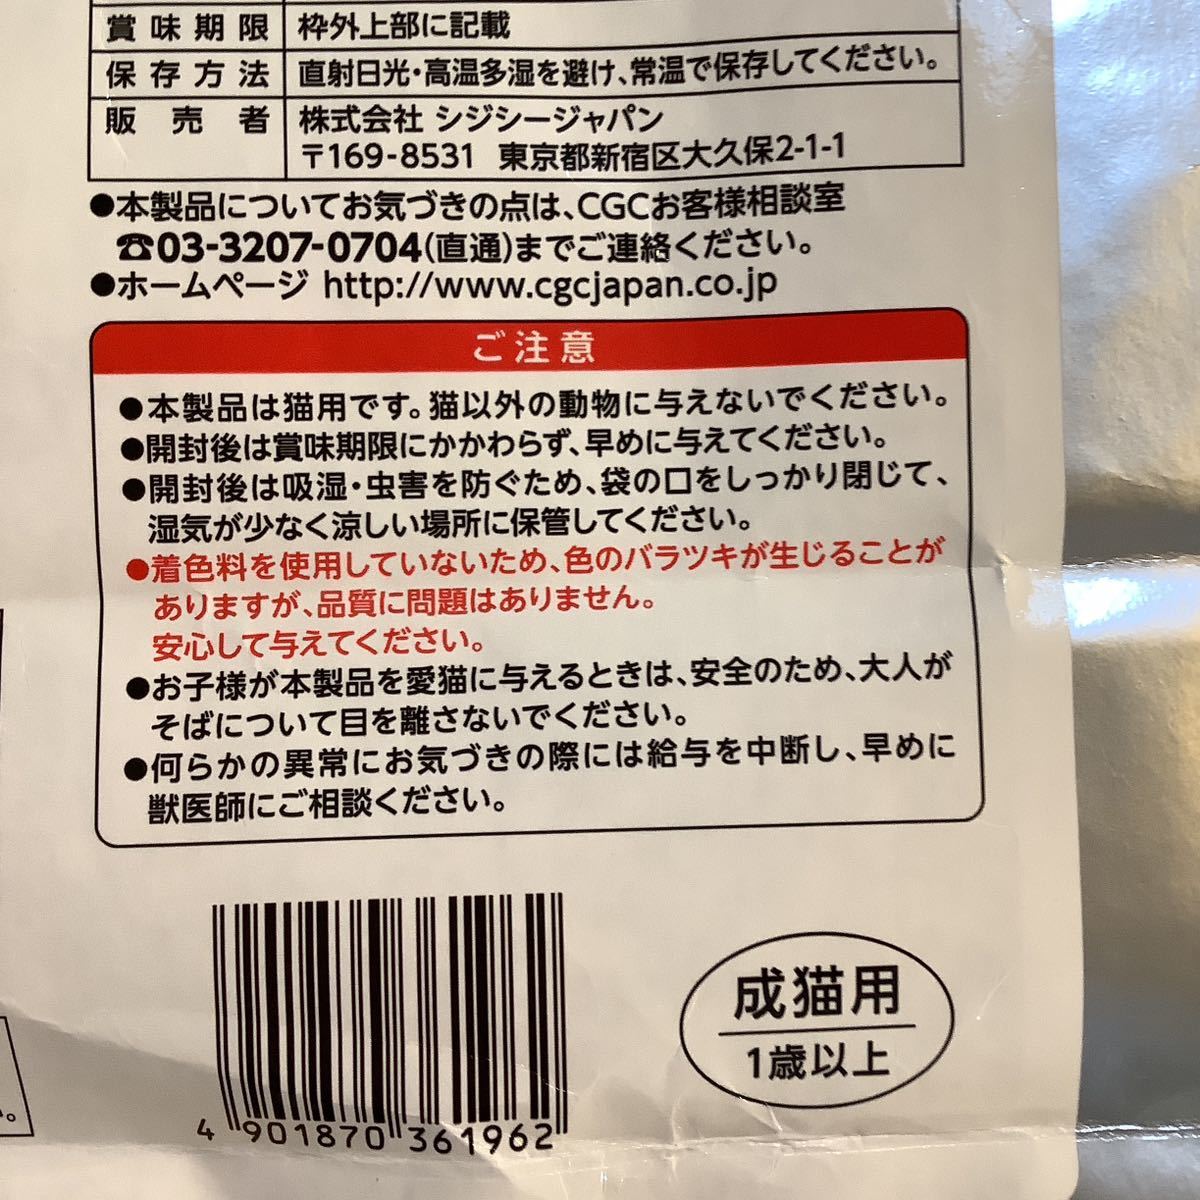 賞味期限 枠外上部に記載
保存方法 直射日光・高温多湿を避け、常温で保存してください。
販売者 株式会社 シジシージャパン
〒169-8531 東京都新宿区大久保2-1-1
●本製品についてお気づきの点は、CGCお客様相談室
☎03-3207-0704(直通)までご連絡ください。
●ホームページ http://www.cgcjapan.co.jp
ご注意
●本製品は猫用です。猫以外の動物に与えないでください。
●開封後は賞味期限にかかわらず、早めに与えてください。
●開封後は吸湿・虫害を防ぐため、袋の口をしっかり閉じて、
湿気が少なく涼しい場所に保管してください。
●着色料を使用していないため、色のバラツキが生じることが
ありますが、品質に問題はありません。
安心して与えてください。
●お子様が本製品を愛猫に与えるときは、安全のため、大人が
そばについて目を離さないでください。
●何らかの異常にお気づきの際には給与を中断し、早めに
獣医師にご相談ください。
成猫用
1歳以上
4 901870 361962